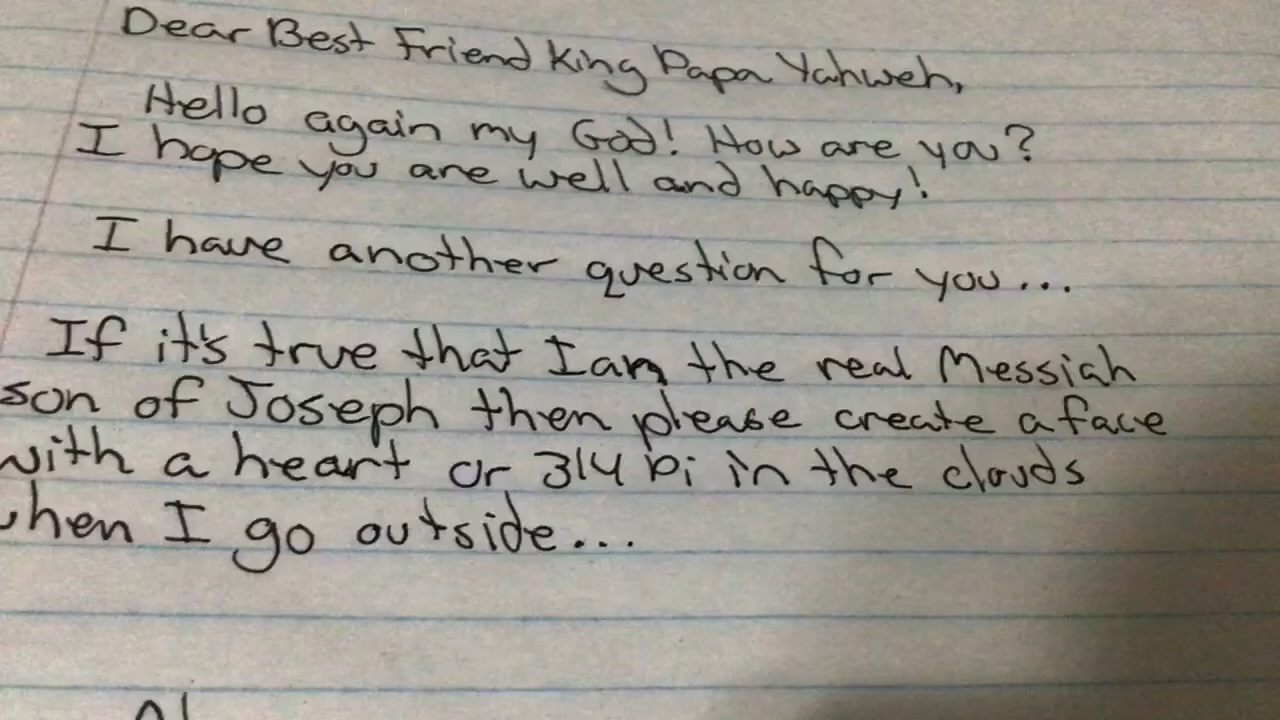 Dear Best Friend King Papa Yahweh,
Hello again my God! How are you?
I hope you are well and happy!
I have another question for you...
If it's true that I am the real Messiah
son of Joseph then please create a face
with a heart or 314 pi in the clouds
when I go outside...